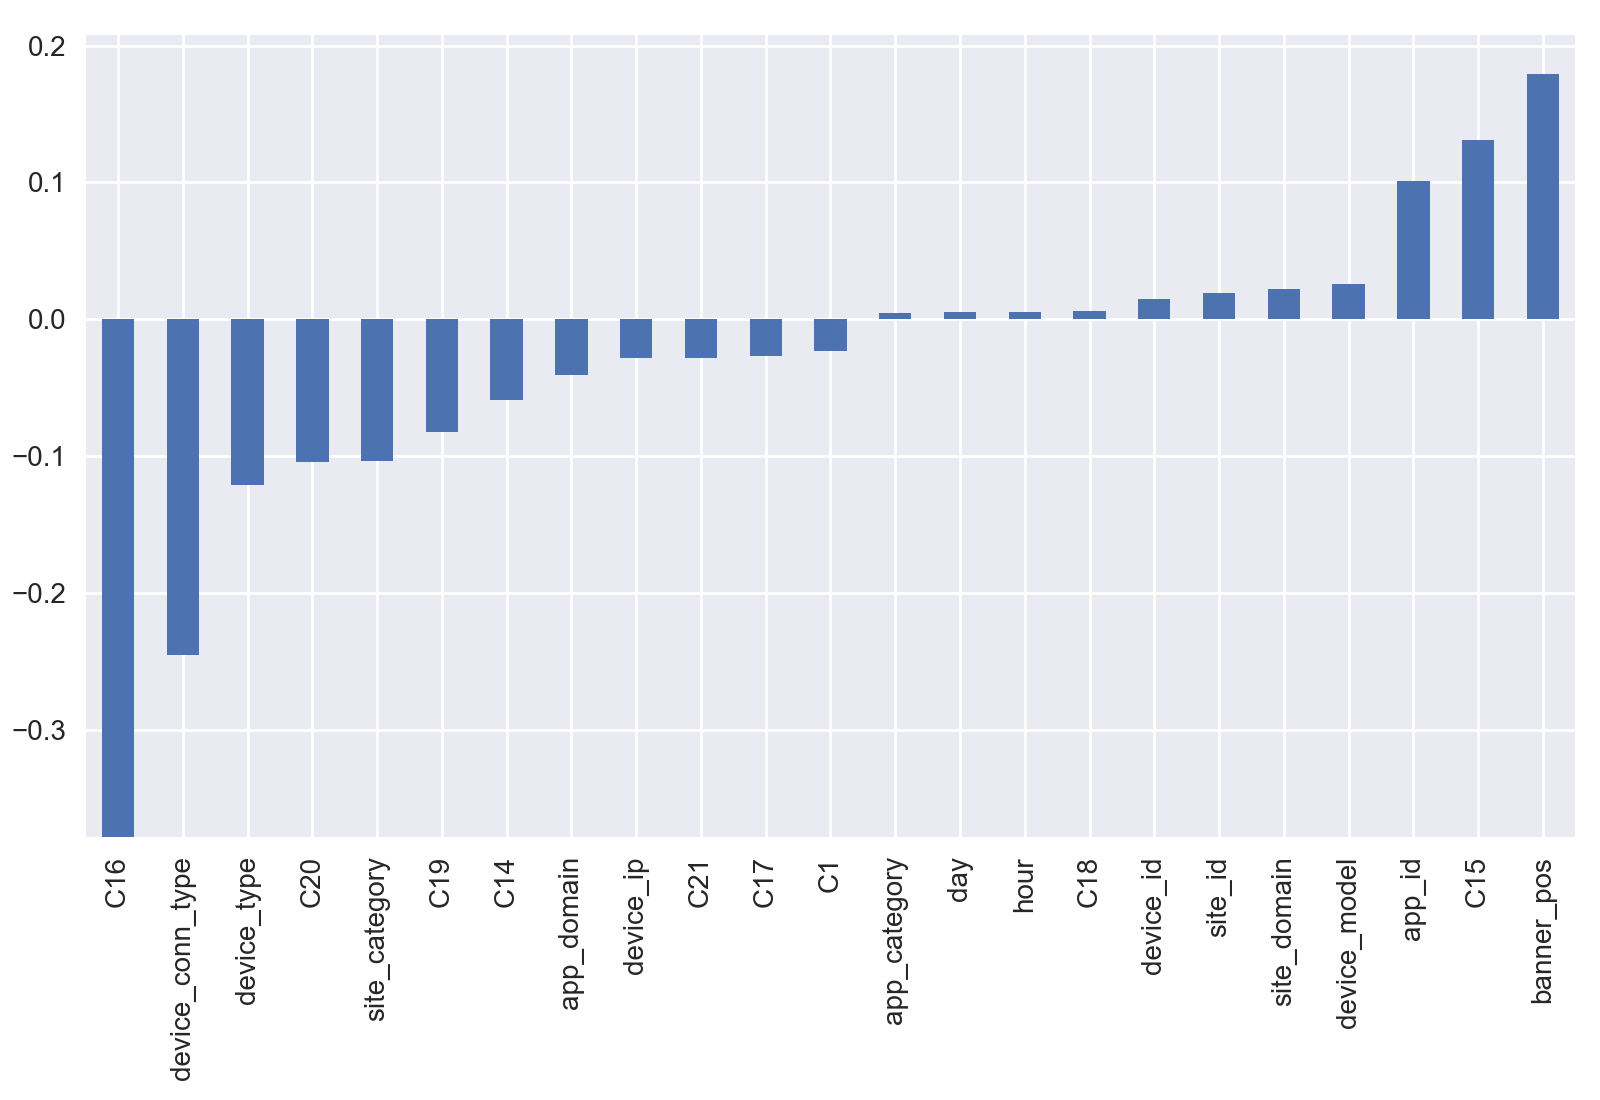 0.2
0.1
0.0
−0.1
−0.2
−0.3
C16
device_conn_type
device_type
C20
site_category
C19
C14
app_domain
device_ip
C21
C17
C1
app_category
day
hour
C18
device_id
site_id
site_domain
device_model
app_id
C15
banner_pos